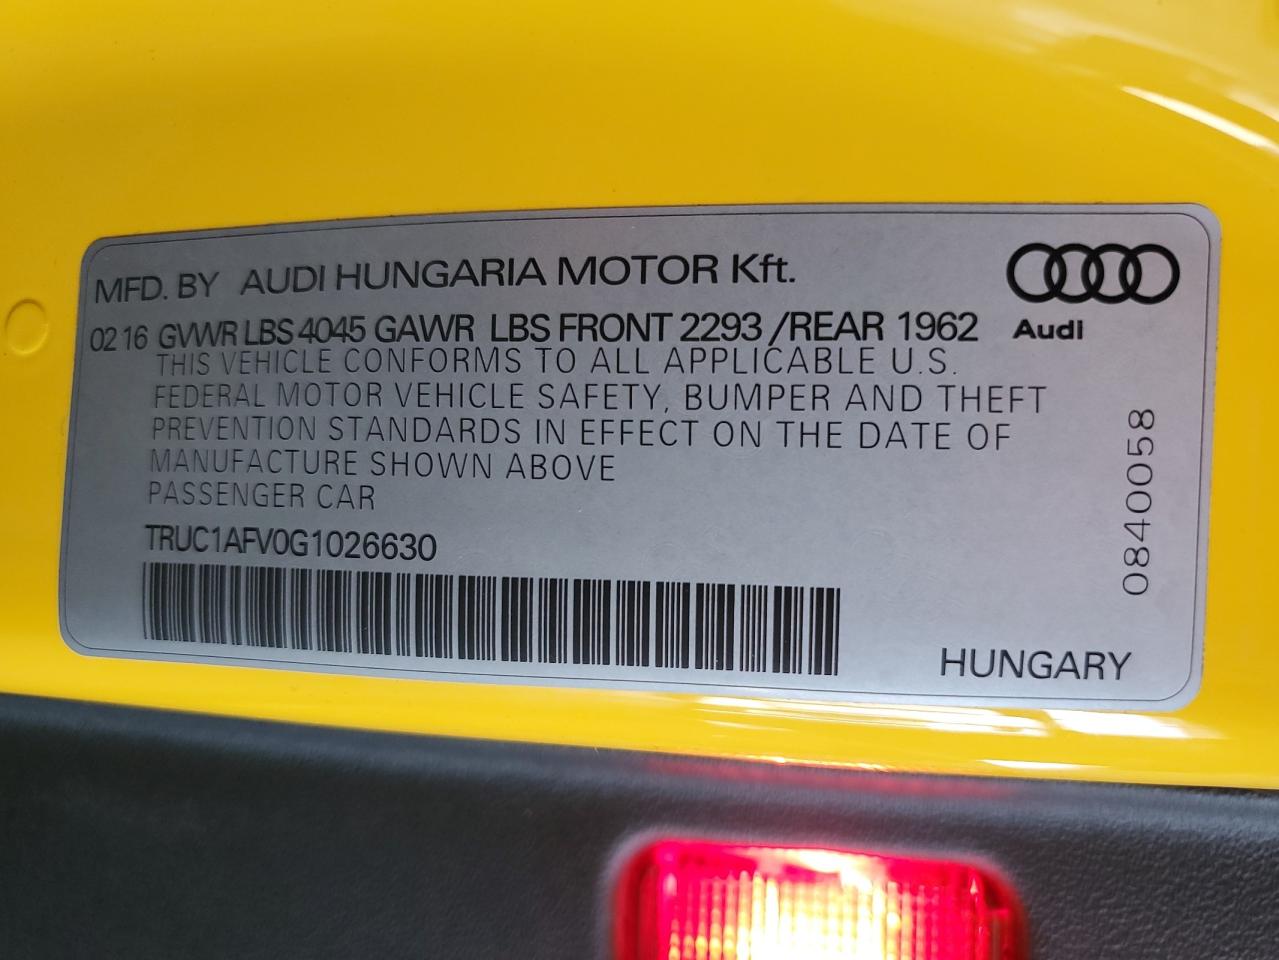 MFD. BY AUDI HUNGARIA MOTOR Kft.
02 16 GVWR LBS 4045 GAWR LBS FRONT 2293 /REAR 1962
Audi
THIS VEHICLE CONFORMS TO ALL APPLICABLE U.S.
FEDERAL MOTOR VEHICLE SAFETY, BUMPER AND THEFT
PREVENTION STANDARDS IN EFFECT ON THE DATE OF
MANUFACTURE SHOWN ABOVE
PASSENGER CAR
TRUC1AFV0G1026630
0840058
HUNGARY